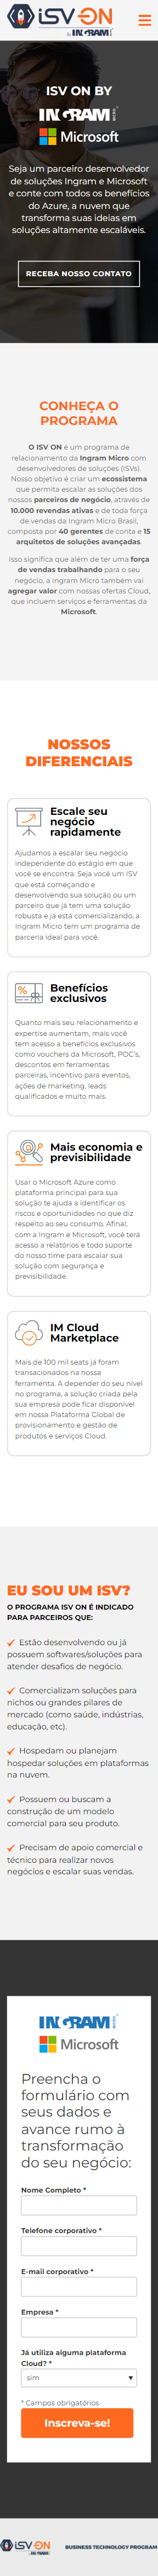 iSV ON
by INGRAM
ISV ON BY
INGRAM MICRO
Microsoft
Seja um parceiro desenvolvedor
de soluções Ingram e Microsoft
e conte com todos os benefícios
do Azure, a nuvem que
transforma suas ideias em
soluções altamente escaláveis.
RECEBA NOSSO CONTATO
CONHEÇA O
PROGRAMA
O ISV ON é um programa de
relacionamento da Ingram Micro com
desenvolvedores de soluções (ISVs).
Nosso objetivo é criar um ecossistema
que permita escalar as soluções dos
nossos parceiros de negócio, através de
10.000 revendas ativas e de toda força
de vendas da Ingram Micro Brasil,
composta por 40 gerentes de conta e 15
arquitetos de soluções avançadas.
Isso significa que além de ter uma força
de vendas trabalhando para o seu
negócio, a Ingram Micro também vai
agregar valor com nossas ofertas Cloud,
que incluem serviços e ferramentas da
Microsoft.
NOSSOS
DIFERENCIAIS
Escale seu
negócio
rapidamente
Ajudamos a escalar seu negócio
independente do estágio em que
você se encontra. Seja você um ISV
que está começando e
desenvolvendo sua solução ou um
parceiro que já tem uma solução
robusta e já está comercializando, a
Ingram Micro tem um programa de
parceria ideal para você.
Benefícios
exclusivos
Quanto mais seu relacionamento e
expertise aumentam, mais você
tem acesso a benefícios exclusivos
como vouchers da Microsoft, POC's,
descontos em ferramentas
parceiras, incentivo para eventos,
ações de marketing, leads
qualificados e muito mais.
Mais economia e
previsibilidade
Usar o Microsoft Azure como
plataforma principal para sua
solução te ajuda a identificar os
riscos e oportunidades no que diz
respeito ao seu consumo. Afinal,
com a Ingram e Microsoft, você terá
acesso a relatórios e todo suporte
do nosso time para escalar sua
solução com segurança e
previsibilidade.
IM Cloud
Marketplace
Mais de 100 mil seats já foram
transacionados na nossa
ferramenta. A depender do seu nível
no programa, a solução criada pela
sua empresa pode ficar disponível
em nossa Plataforma Global de
provisionamento e gestão de
produtos e serviços Cloud.
EU SOU UM ISV?
O PROGRAMA ISV ON É INDICADO
PARA PARCEIROS QUE:
Estão desenvolvendo ou já
possuem softwares/soluções para
atender desafios de negócio.
Comercializam soluções para
nichos ou grandes pilares de
mercado (como saúde, indústrias,
educação, etc).
Hospedam ou planejam
hospedar soluções em plataformas
na nuvem.
Possuem ou buscam a
construção de um modelo
comercial para seu produto.
Precisam de apoio comercial e
técnico para realizar novos
negócios e escalar suas vendas.
INGRAM MICRO
Microsoft
Preencha o
formulário com
seus dados e
avance rumo à
transformação
do seu negócio:
Nome Completo *
Telefone corporativo *
E-mail corporativo *
Empresa *
Já utiliza alguma plataforma
Cloud? *
sim
* Campos obrigatórios
Inscreva-se!
iSV ON
by INGRAM
BUSINESS TECHNOLOGY PROGRAM